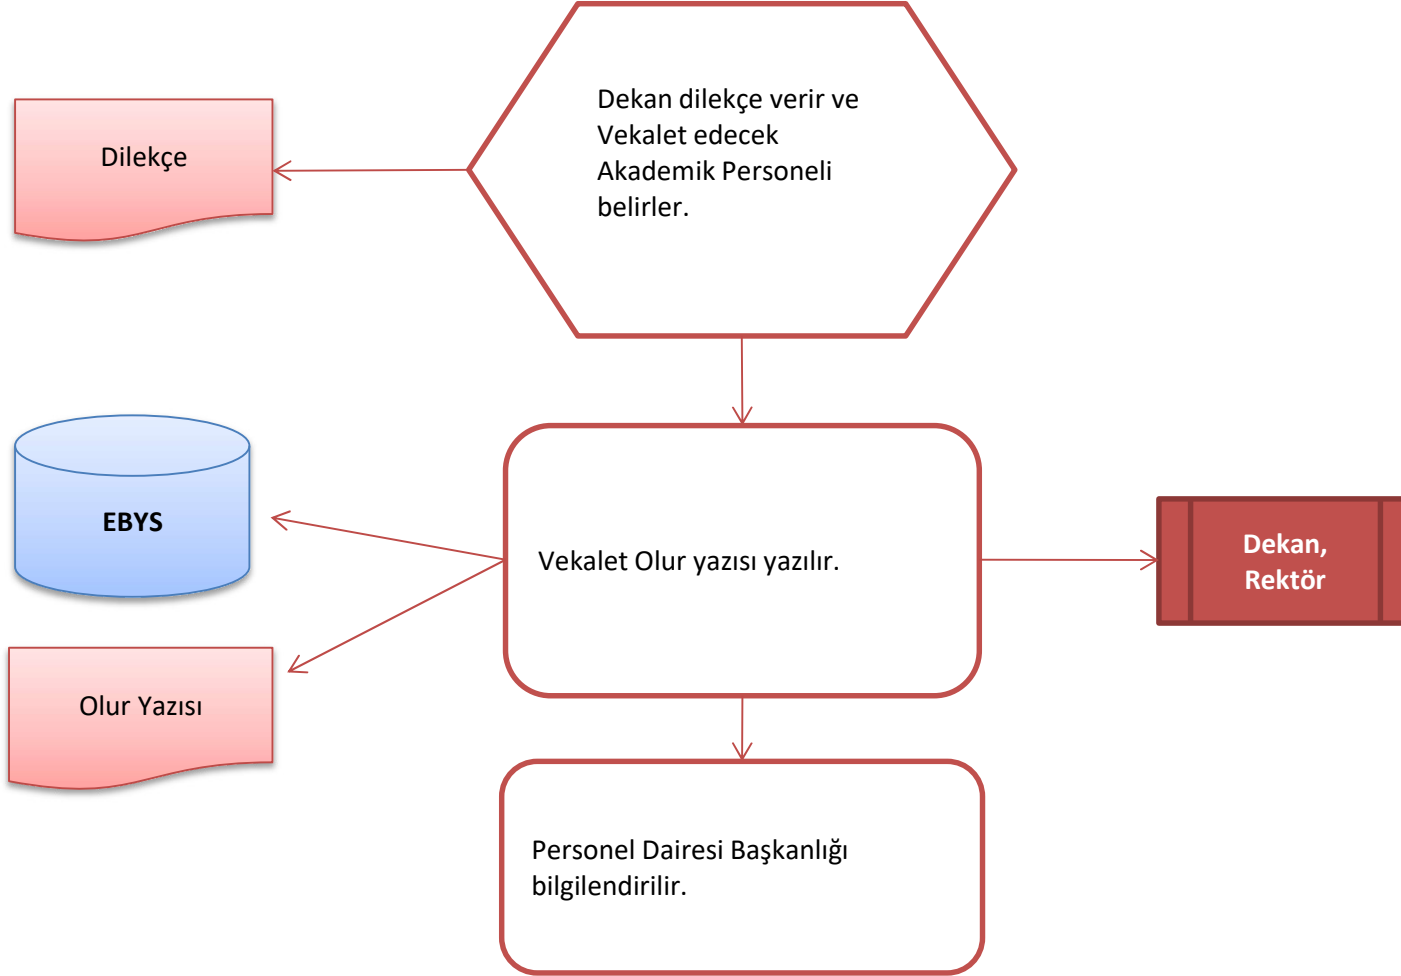 Dekan dilekçe verir ve
Vekalet edecek
Akademik Personeli
belirler.
Dilekçe
EBYS
Vekalet Olur yazısı yazılır.
Dekan,
Rektör
Olur Yazısı
Personel Dairesi Başkanlığı
bilgilendirilir.